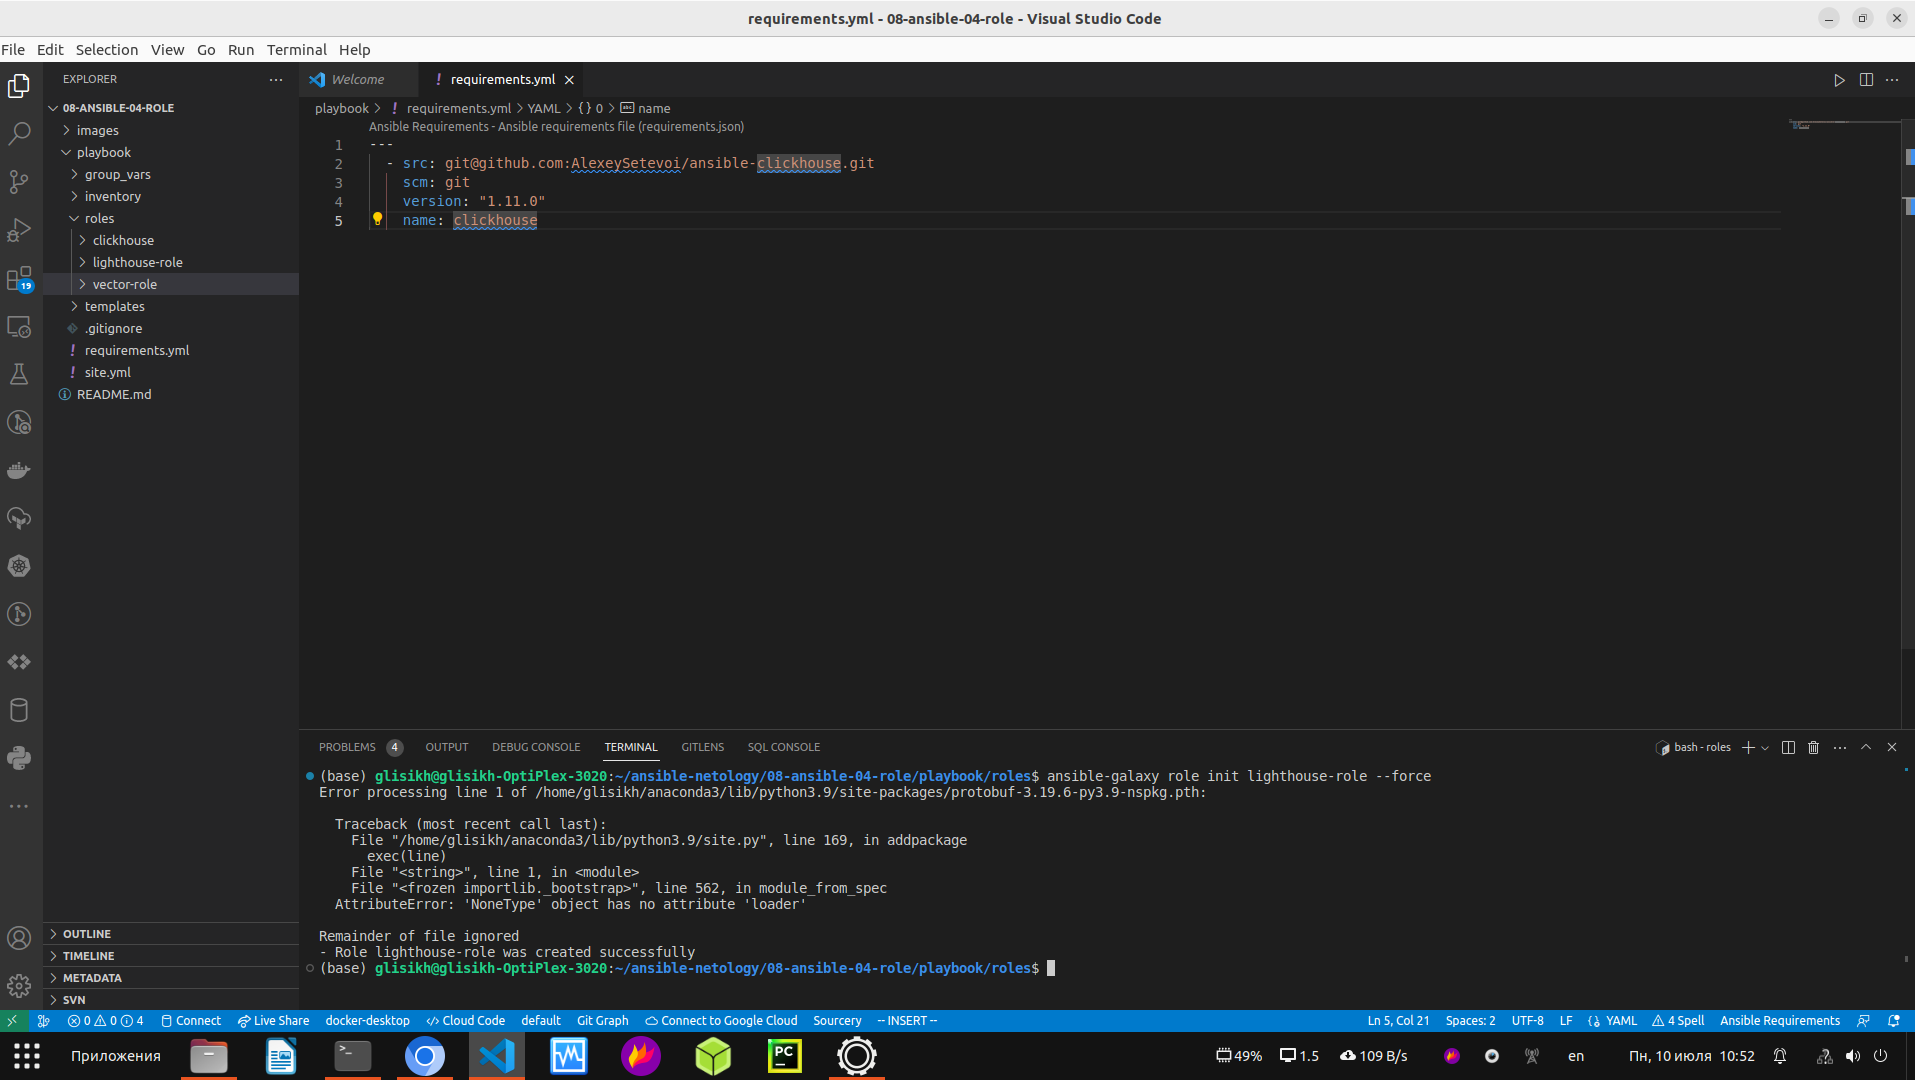 requirements.yml - 08-ansible-04-role - Visual Studio Code
File Edit Selection View Go Run Terminal Help
EXPLORER
08-ANSIBLE-04-ROLE
images
playbook
group_vars
inventory
roles
clickhouse
lighthouse-role
vector-role
templates
.gitignore
requirements.yml
site.yml
README.md
OUTLINE
TIMELINE
METADATA
SVN
19
Welcome
requirements.yml
playbook > requirements.yml > YAML > {} 0 > name
Ansible Requirements - Ansible requirements file (requirements.json)
1 ---
2 - src: git@github.com:AlexeySetevoi/ansible-clickhouse.git
3 scm: git
4 version: "1.11.0"
5 name: clickhouse
PROBLEMS 4 OUTPUT DEBUG CONSOLE TERMINAL GITLENS SQL CONSOLE
bash - roles
(base) glisikh@glisikh-OptiPlex-3020:~/ansible-netology/08-ansible-04-role/playbook/roles$ ansible-galaxy role init lighthouse-role --force
Error processing line 1 of /home/glisikh/anaconda3/lib/python3.9/site-packages/protobuf-3.19.6-py3.9-nspkg.pth:
Traceback (most recent call last):
File "/home/glisikh/anaconda3/lib/python3.9/site.py", line 169, in addpackage
exec(line)
File "<string>", line 1, in <module>
File "<frozen importlib._bootstrap>", line 562, in module_from_spec
AttributeError: 'NoneType' object has no attribute 'loader'
Remainder of file ignored
- Role lighthouse-role was created successfully
(base) glisikh@glisikh-OptiPlex-3020:~/ansible-netology/08-ansible-04-role/playbook/roles$
0 0 4 Connect Live Share docker-desktop Cloud Code default Git Graph Connect to Google Cloud Sourcery -- INSERT --
Ln 5, Col 21 Spaces: 2 UTF-8 LF YAML 4 Spell Ansible Requirements
Приложения
PC
49% 1.5 109 B/s en Пн, 10 июля 10:52